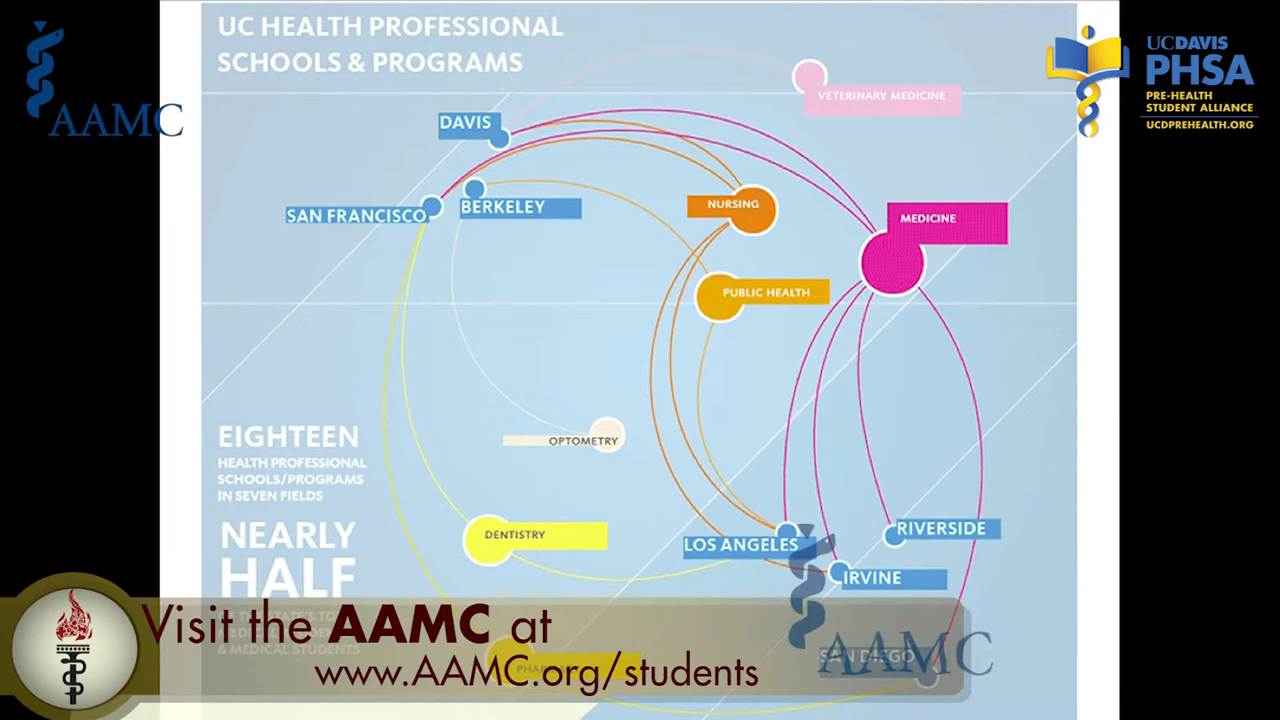 UC HEALTH PROFESSIONAL
SCHOOLS & PROGRAMS
AAMC
UCDAVIS
PHSA
PRE-HEALTH
STUDENT ALLIANCE
UCDPREHEALTH.ORG
VETERINARY MEDICINE
DAVIS
SAN FRANCISCO
BERKELEY
NURSING
MEDICINE
PUBLIC HEALTH
EIGHTEEN
HEALTH PROFESSIONAL
SCHOOLS/PROGRAMS
IN SEVEN FIELDS
OPTOMETRY
DENTISTRY
NEARLY
HALF
LOS ANGELES
RIVERSIDE
IRVINE
& MEDICAL STUDENTS
SAN DIEGO
AAMC
Visit the AAMC at
www.AAMC.org/students